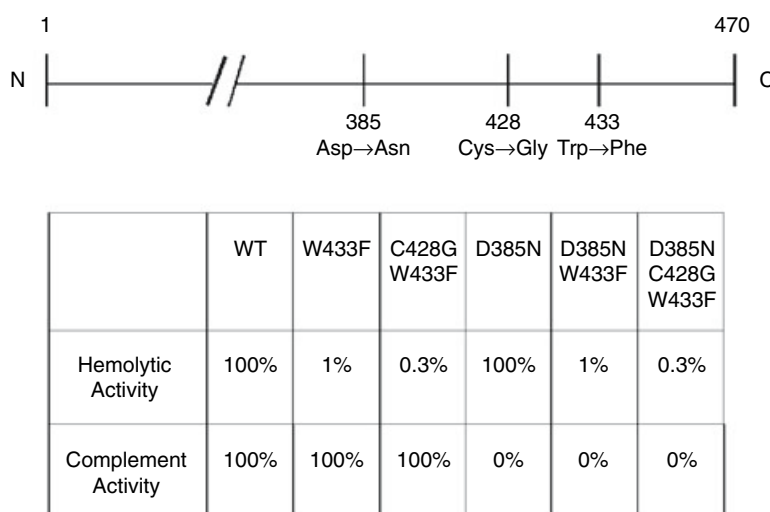 1 470
N C
385 428 433
Asp→Asn Cys→Gly Trp→Phe
WT W433F C428G W433F D385N D385N W433F D385N C428G W433F
Hemolytic Activity 100% 1% 0.3% 100% 1% 0.3%
Complement Activity 100% 100% 100% 0% 0% 0%